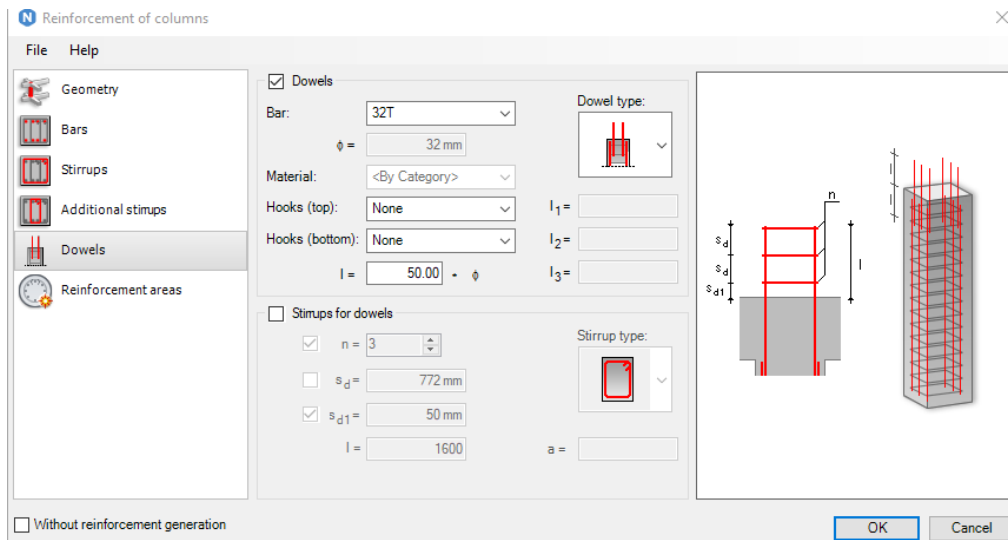 N Reinforcement of columns
File Help
Geometry
Bars
Stirrups
Additional stimups
Dowels
Reinforcement areas
Dowels
Bar: 32T
ϕ = 32 mm
Material: <By Category>
Hooks (top): None
Hooks (bottom): None
l = 50.00 * ϕ
Dowel type:
l1=
l2=
l3=
Stirrups for dowels
n = 3
sd= 772 mm
sd1= 50 mm
l = 1600
Stirrup type:
a =
n
sd
sd
sd1
l
Without reinforcement generation
OK Cancel